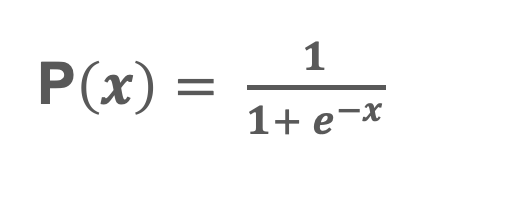 P(x) = 1 / (1+ e^{-x})